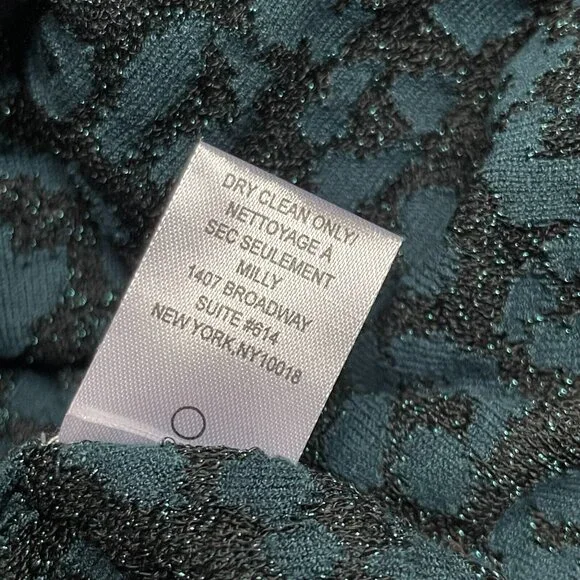 DRY CLEAN ONLY/
NETTOYAGE À
SEC SEULEMENT
MILLY
1407 BROADWAY
SUITE #614
NEW YORK,NY10018